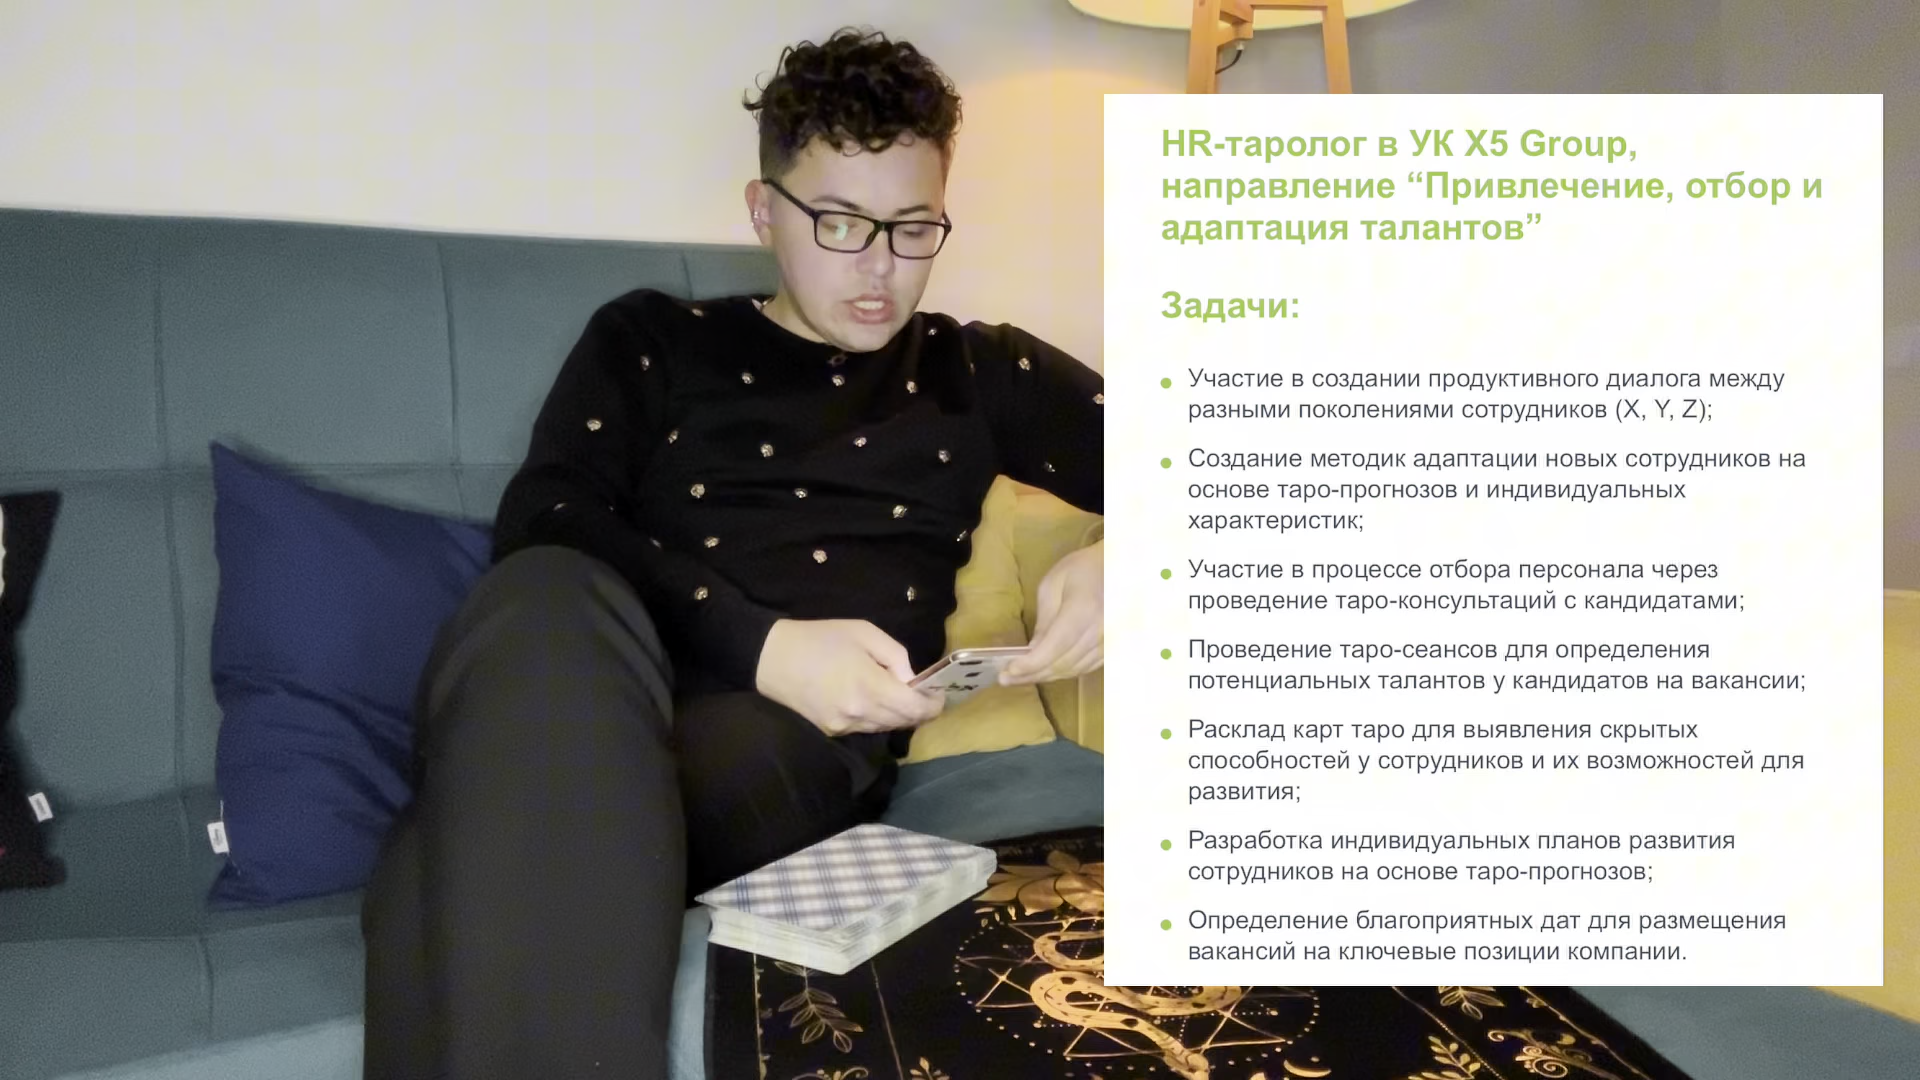 HR-таролог в УК X5 Group,
направление “Привлечение, отбор и
адаптация талантов”
Задачи:
Участие в создании продуктивного диалога между
разными поколениями сотрудников (X, Y, Z);
Создание методик адаптации новых сотрудников на
основе таро-прогнозов и индивидуальных
характеристик;
Участие в процессе отбора персонала через
проведение таро-консультаций с кандидатами;
Проведение таро-сеансов для определения
потенциальных талантов у кандидатов на вакансии;
Расклад карт таро для выявления скрытых
способностей у сотрудников и их возможностей для
развития;
Разработка индивидуальных планов развития
сотрудников на основе таро-прогнозов;
Определение благоприятных дат для размещения
вакансий на ключевые позиции компании.